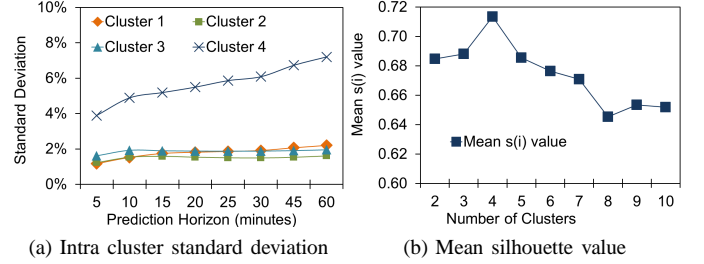 10%
8%
6%
4%
2%
0%
Standard Deviation
Cluster 1
Cluster 2
Cluster 3
Cluster 4
5 10 15 20 25 30 45 60
Prediction Horizon (minutes)
(a) Intra cluster standard deviation
0.72
0.70
0.68
0.66
0.64
0.62
0.60
Mean s(i) value
Mean s(i) value
2 3 4 5 6 7 8 9 10
Number of Clusters
(b) Mean silhouette value